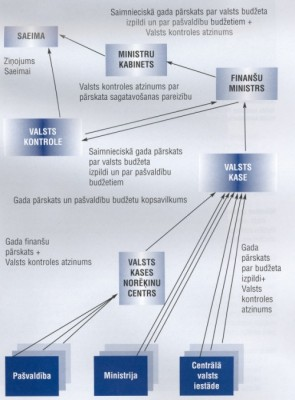 Saimnieciskā gada pārskats par valsts budžeta
izpildi un par pašvaldību budžetiem +
Valsts kontroles atzinums
SAEIMA
MINISTRU
KABINETS
Ziņojums
Saeimai
Valsts kontroles atzinums par
pārskata sagatavošanas pareizību
FINANŠU
MINISTRS
VALSTS
KONTROLE
Saimnieciskā gada pārskats
par valsts budžeta
izpildi un par pašvaldību
budžetiem
VALSTS
KASE
Gada pārskats un pašvaldību budžetu kopsavilkums
Gada finanšu
pārskats +
Valsts kontroles atzinums
VALSTS
KASES
NORĒĶINU
CENTRS
Gada
pārskats
par budžeta
izpildi+
Valsts
kontroles
atzinums
Pašvaldība
Ministrija
Centrālā
valsts
iestāde